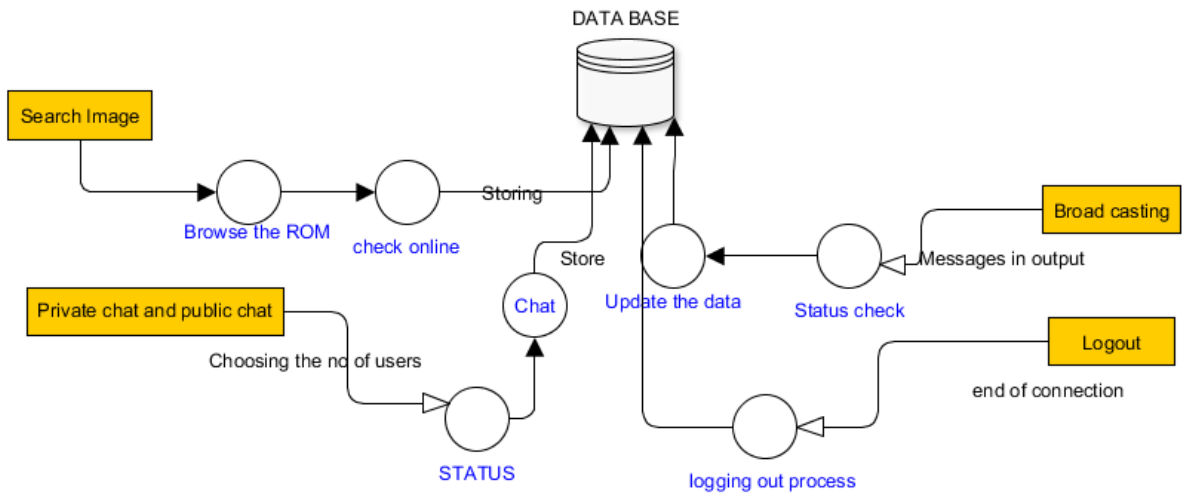 DATA BASE
Search Image
Browse the ROM
check online
Storing
Broad casting
Messages in output
Store
Private chat and public chat
Chat
Update the data
Status check
Choosing the no of users
Logout
end of connection
STATUS
logging out process